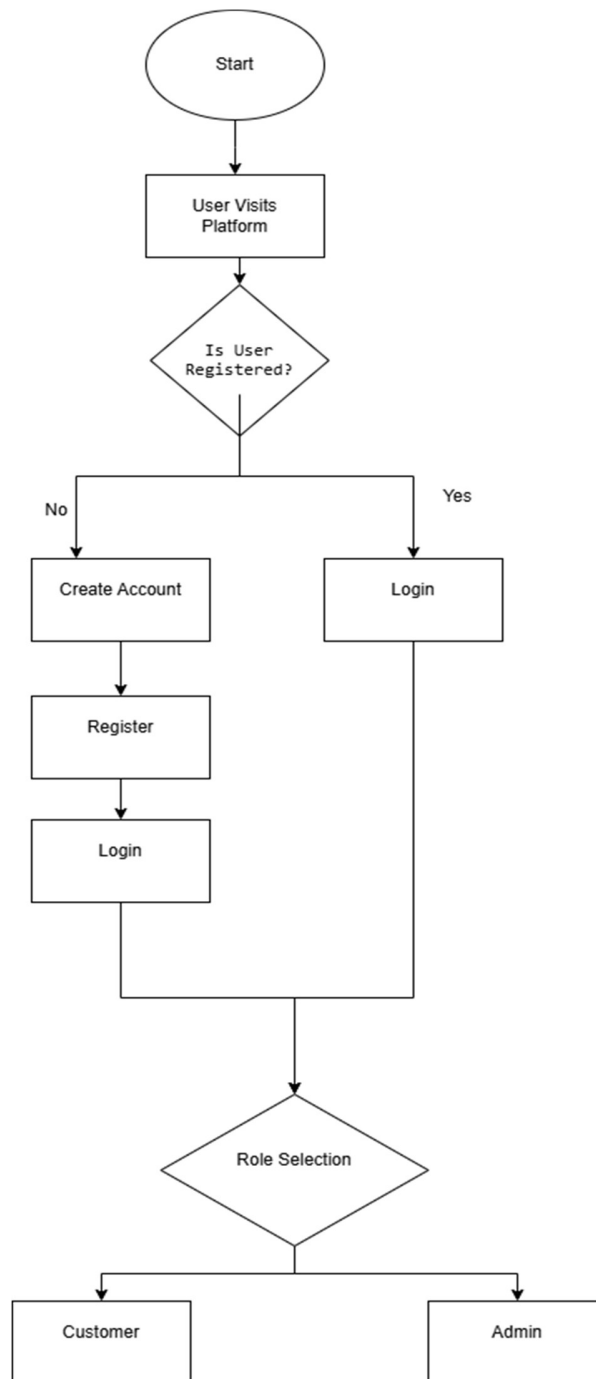 Start
User Visits
Platform
Is User
Registered?
No
Yes
Create Account
Login
Register
Login
Role Selection
Customer
Admin